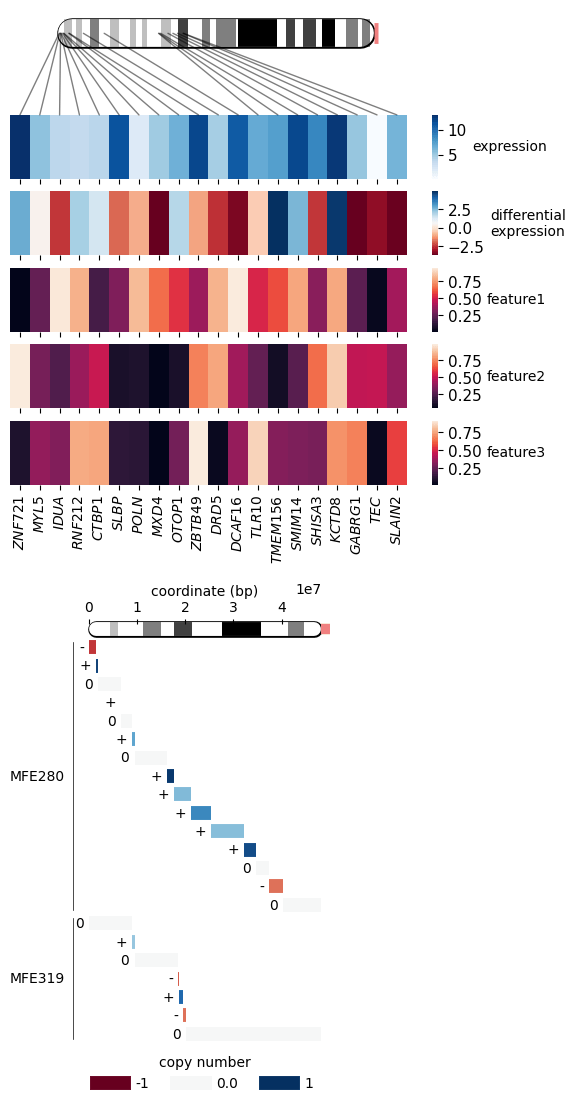 10
5
expression
2.5
0.0
−2.5
differential
expression
0.75
0.50
0.25
feature1
0.75
0.50
0.25
feature2
0.75
0.50
0.25
feature3
ZNF721
MYL5
IDUA
RNF212
CTBP1
SLBP
POLN
MXD4
OTOP1
ZBTB49
DRD5
DCAF16
TLR10
TMEM156
SMIM14
SHISA3
KCTD8
GABRG1
TEC
SLAIN2
coordinate (bp)
1e7
0 1 2 3 4
-
+
0
+
0
+
0
+
+
+
+
+
0
-
0
MFE280
0
+
0
-
+
-
0
MFE319
copy number
-1 0.0 1